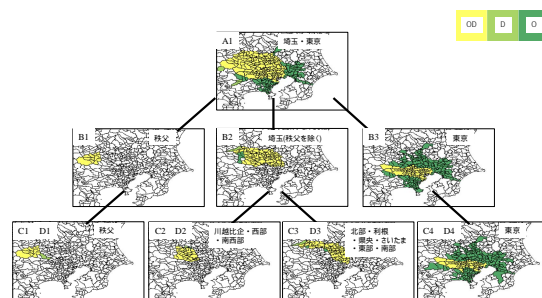 OD D O
A1 埼玉・東京
B1 秩父
B2 埼玉(秩父を除く)
B3 東京
C1 D1 秩父
C2 D2 川越比企・西部
・南西部
C3 D3 北部・利根
・県央・さいたま
・東部・南部
C4 D4 東京